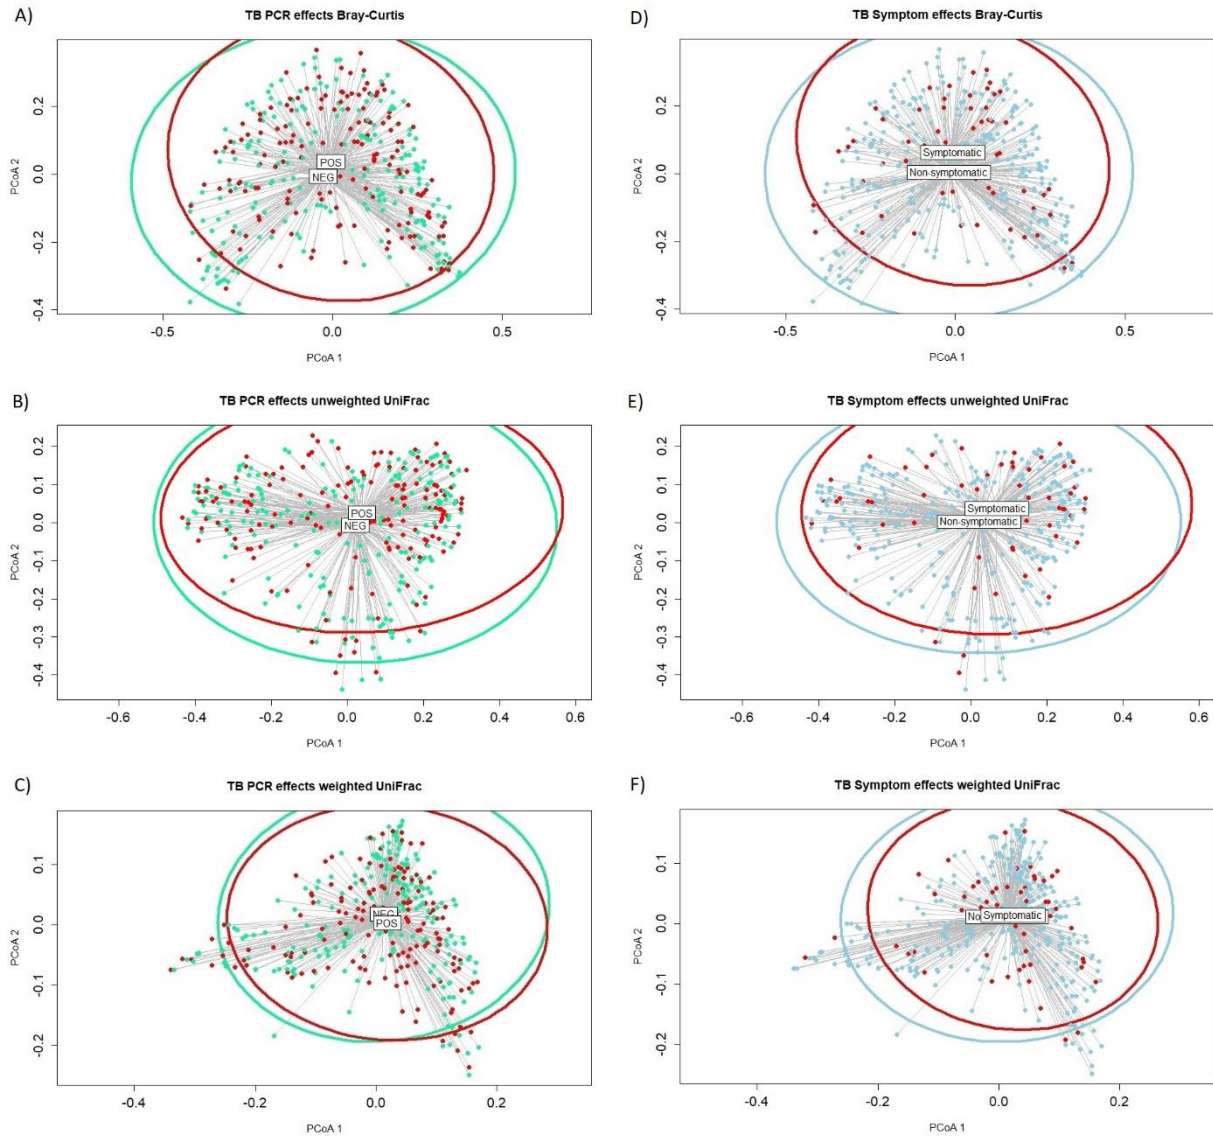 A)
TB PCR effects Bray-Curtis
0.2
0.0
-0.2
-0.4
PCoA 2
POS
NEG
-0.5
0.0
0.5
PCoA 1
D)
TB Symptom effects Bray-Curtis
0.2
0.0
-0.2
-0.4
PCoA 2
Symptomatic
Non-symptomatic
-0.5
0.0
0.5
PCoA 1
B)
TB PCR effects unweighted UniFrac
0.2
0.1
0.0
-0.1
-0.2
-0.3
-0.4
PCoA 2
POS
NEG
-0.6
-0.4
-0.2
0.0
0.2
0.4
0.6
PCoA 1
E)
TB Symptom effects unweighted UniFrac
0.2
0.1
0.0
-0.1
-0.2
-0.3
-0.4
PCoA 2
Symptomatic
Non-symptomatic
-0.6
-0.4
-0.2
0.0
0.2
0.4
0.6
PCoA 1
C)
TB PCR effects weighted UniFrac
0.1
0.0
-0.1
-0.2
PCoA 2
NEG
POS
-0.4
-0.2
0.0
0.2
PCoA 1
F)
TB Symptom effects weighted UniFrac
0.1
0.0
-0.1
-0.2
PCoA 2
No
Symptomatic
-0.4
-0.2
0.0
0.2
PCoA 1